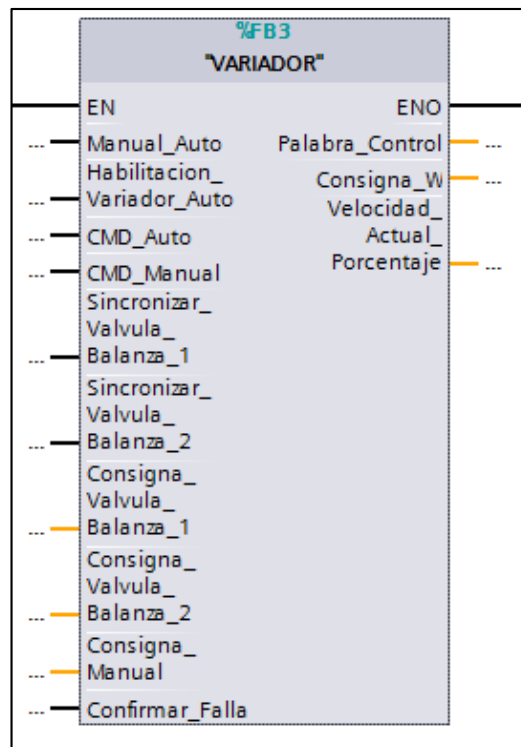 %FB3
"VARIADOR"
EN ENO
... Manual_Auto Palabra_Control ...
Habilitacion_
... Variador_Auto
Consigna_W ...
... CMD_Auto
Velocidad_
Actual_
Porcentaje ...
... CMD_Manual
Sincronizar_
Valvula_
... Balanza_1
Sincronizar_
Valvula_
... Balanza_2
Consigna_
Valvula_
... Balanza_1
Consigna_
Valvula_
... Balanza_2
Consigna_
... Manual
... Confirmar_Falla